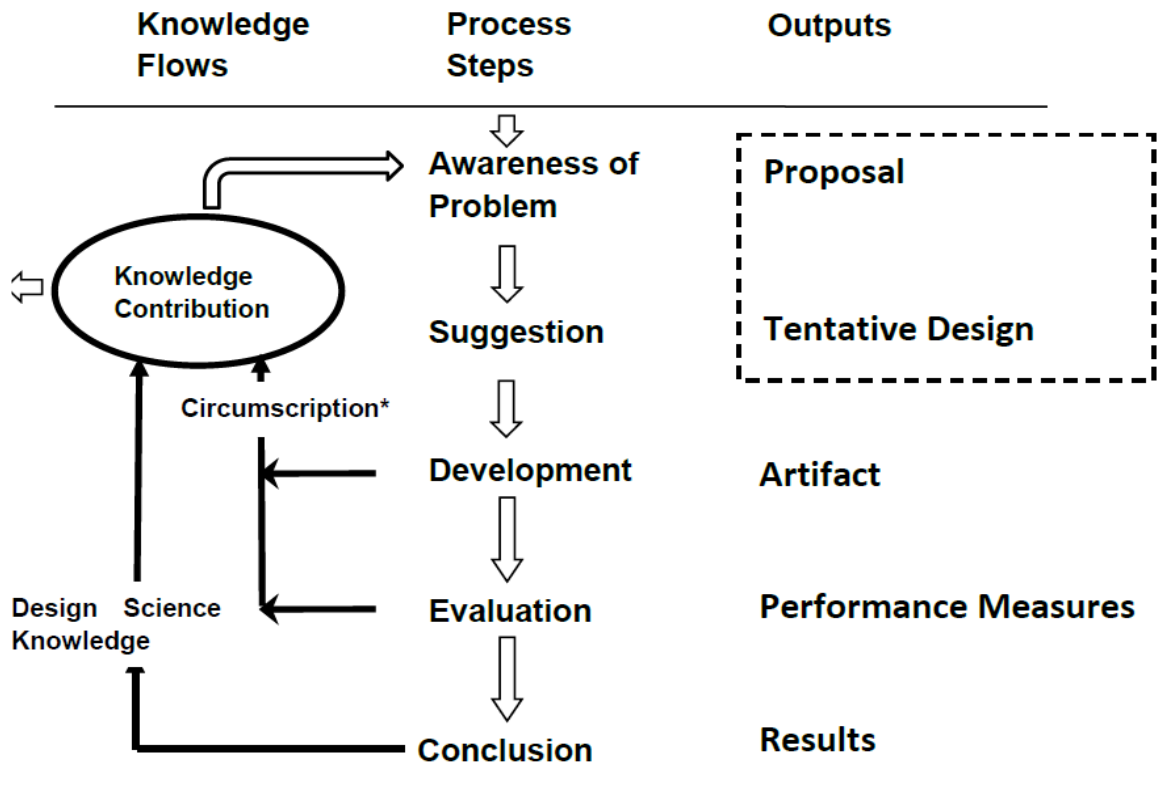 Knowledge
Flows
Process
Steps
Outputs
Awareness of
Problem
Proposal
Knowledge
Contribution
Suggestion
Tentative Design
Circumscription*
Development
Artifact
Design Science
Knowledge
Evaluation
Performance Measures
Conclusion
Results